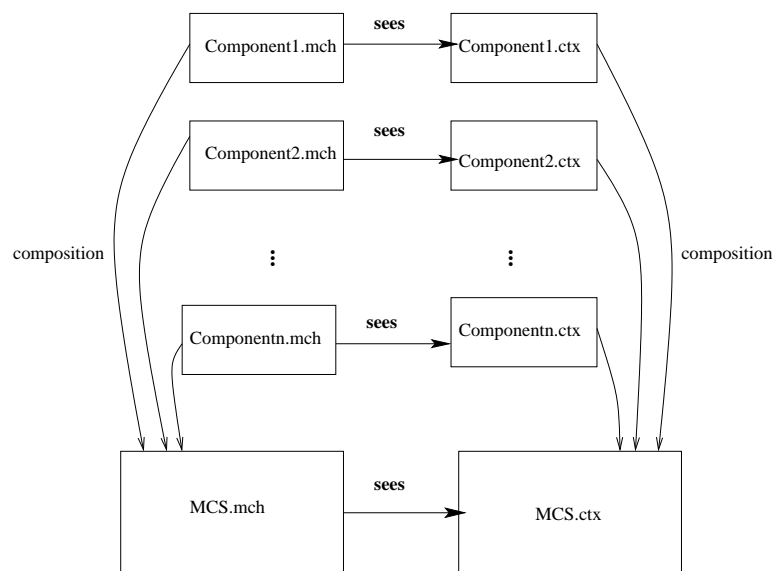 sees
Component1.mch
Component1.ctx
sees
Component2.mch
Component2.ctx
composition
composition
sees
Componentn.mch
Componentn.ctx
sees
MCS.mch
MCS.ctx